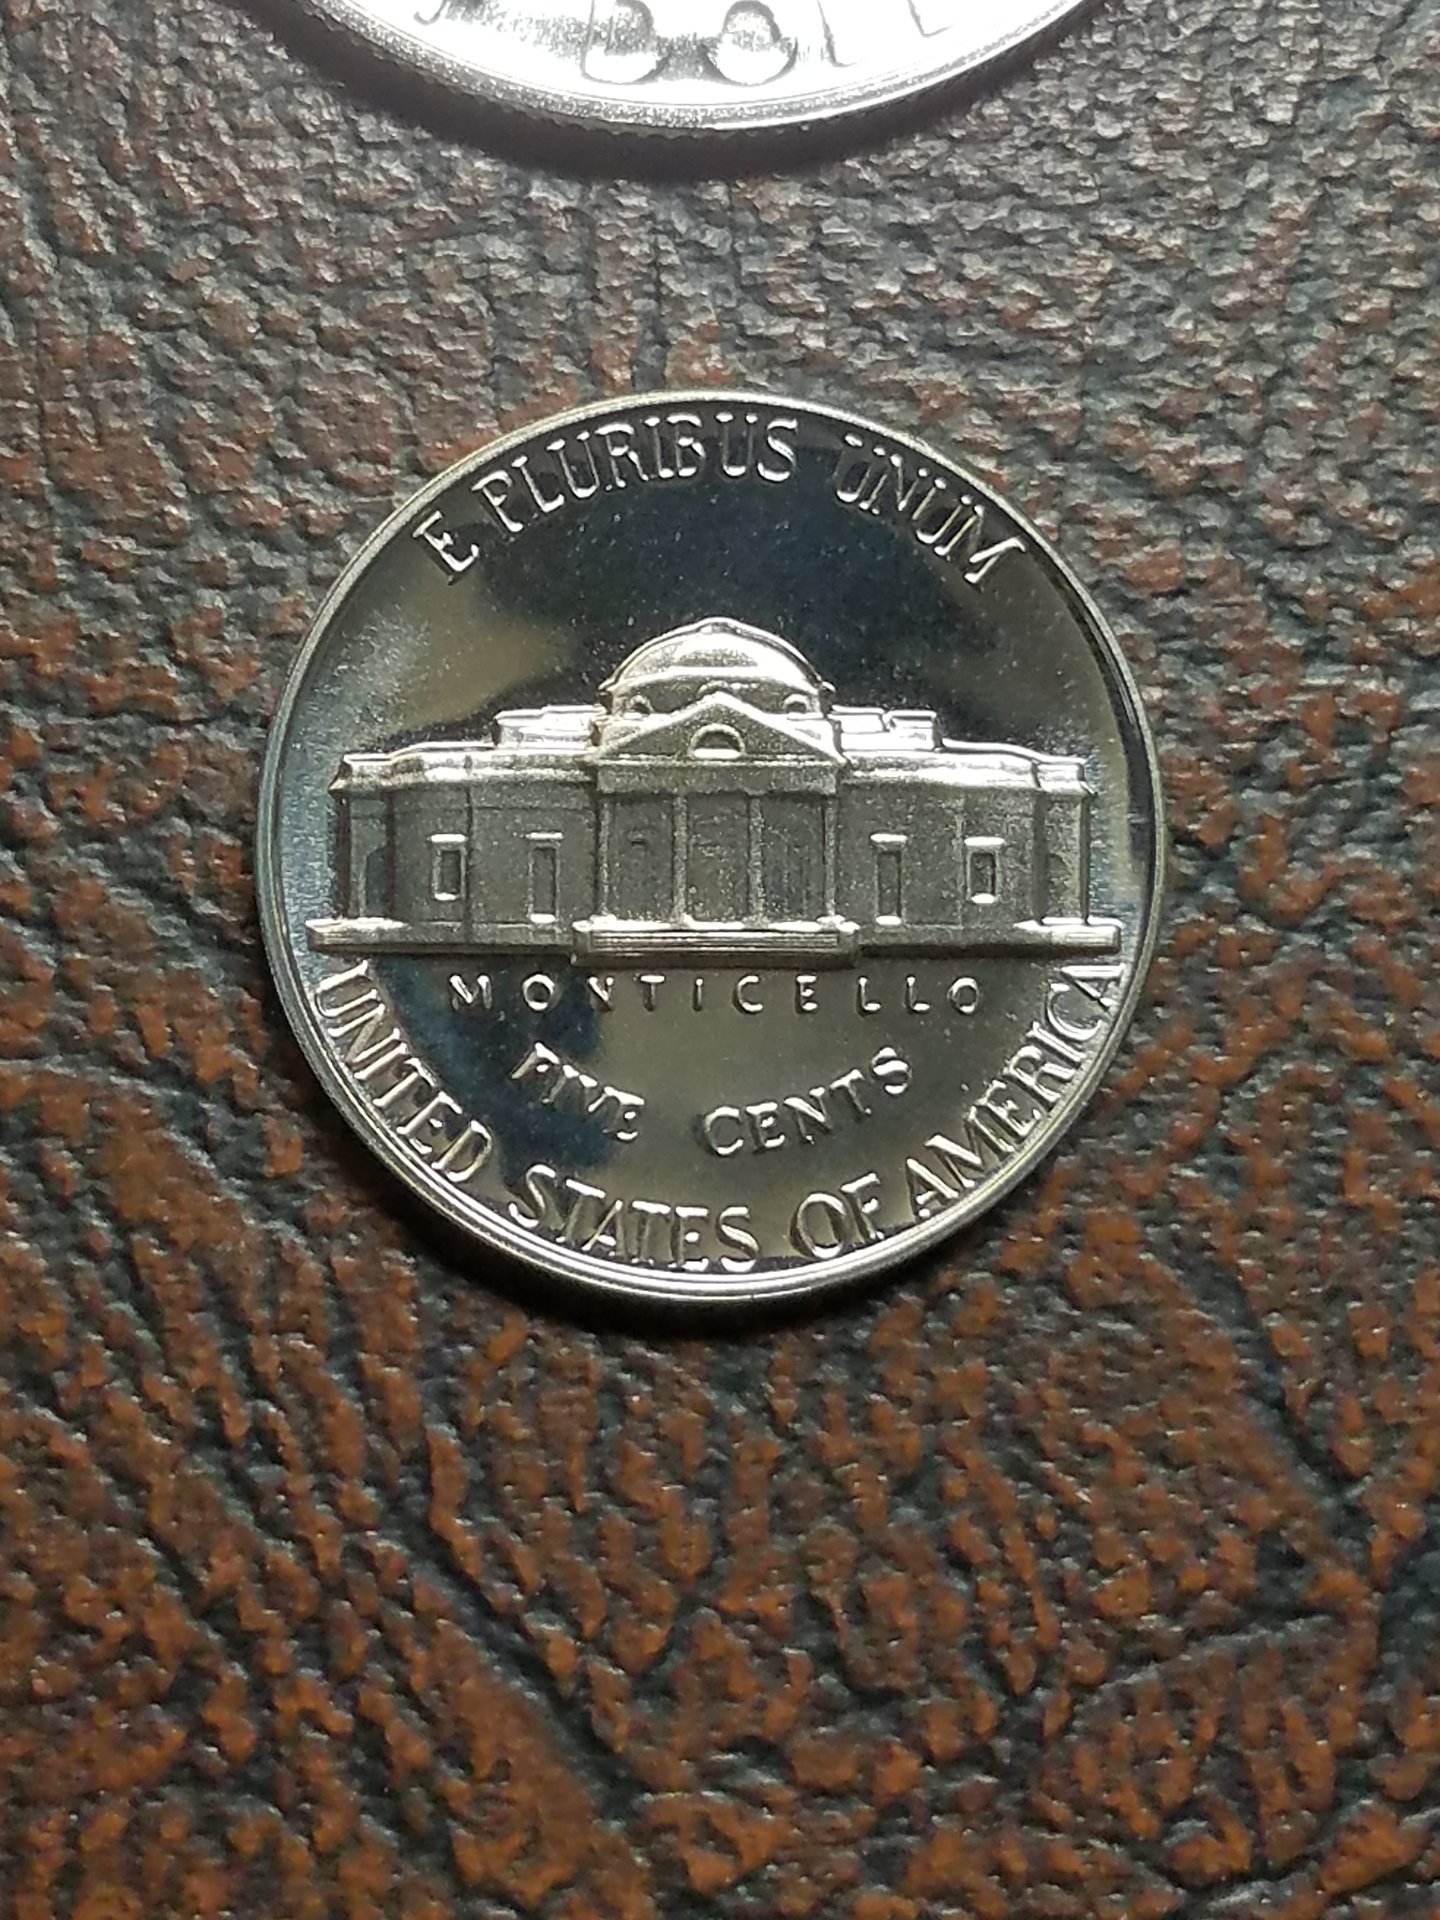 E PLURIBUS UNUM
MONTICELLO
FIVE CENTS
UNITED STATES OF AMERICA